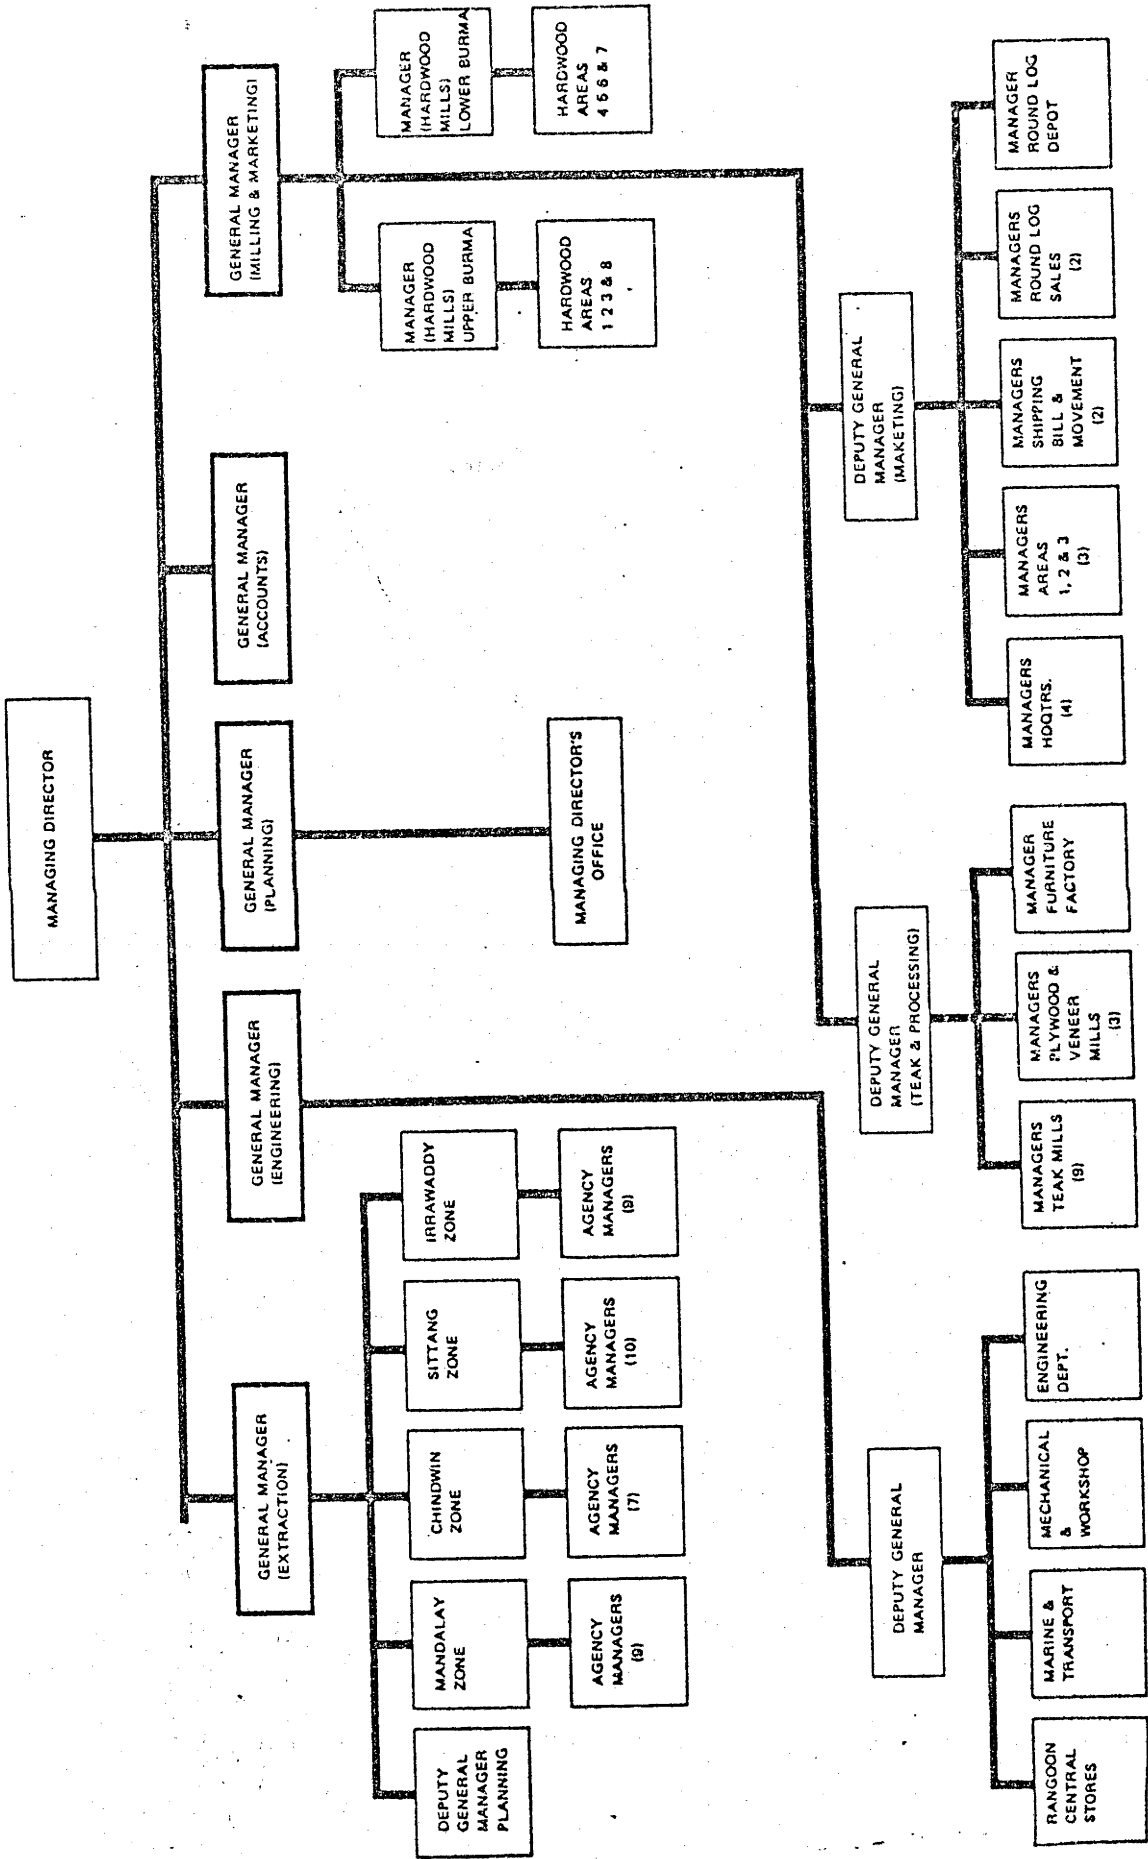 MANAGING DIRECTOR
GENERAL MANAGER
(EXTRACTION)
GENERAL MANAGER
(ENGINEERING)
GENERAL MANAGER
(PLANNING)
GENERAL MANAGER
(ACCOUNTS)
GENERAL MANAGER
(MILLING & MARKETING)
DEPUTY
GENERAL
MANAGER
PLANNING
MANDALAY
ZONE
CHINDWIN
ZONE
SITTANG
ZONE
IRRAWADDY
ZONE
MANAGER
(HARDWOOD
MILLS)
UPPER BURMA
MANAGER
(HARDWOOD
MILLS)
LOWER BURMA
AGENCY
MANAGERS
(9)
AGENCY
MANAGERS
(7)
AGENCY
MANAGERS
(10)
AGENCY
MANAGERS
(9)
MANAGING DIRECTOR'S
OFFICE
HARDWOOD
AREAS
1 2 3 & 8
HARDWOOD
AREAS
4 5 6 & 7
DEPUTY GENERAL
MANAGER
DEPUTY GENERAL
MANAGER
(TEAK & PROCESSING)
DEPUTY GENERAL
MANAGER
(MAKETING)
RANGOON
CENTRAL
STORES
MARINE &
TRANSPORT
MECHANICAL
&
WORKSHOP
ENGINEERING
DEPT.
MANAGERS
TEAK MILLS
(9)
MANAGERS
PLYWOOD &
VENEER
MILLS
(3)
MANAGER
FURNITURE
FACTORY
MANAGERS
HDQTRS.
(4)
MANAGERS
AREAS
1, 2 & 3
(3)
MANAGERS
SHIPPING
BILL &
MOVEMENT
(2)
MANAGERS
ROUND LOG
SALES
(2)
MANAGER
ROUND LOG
DEPOT